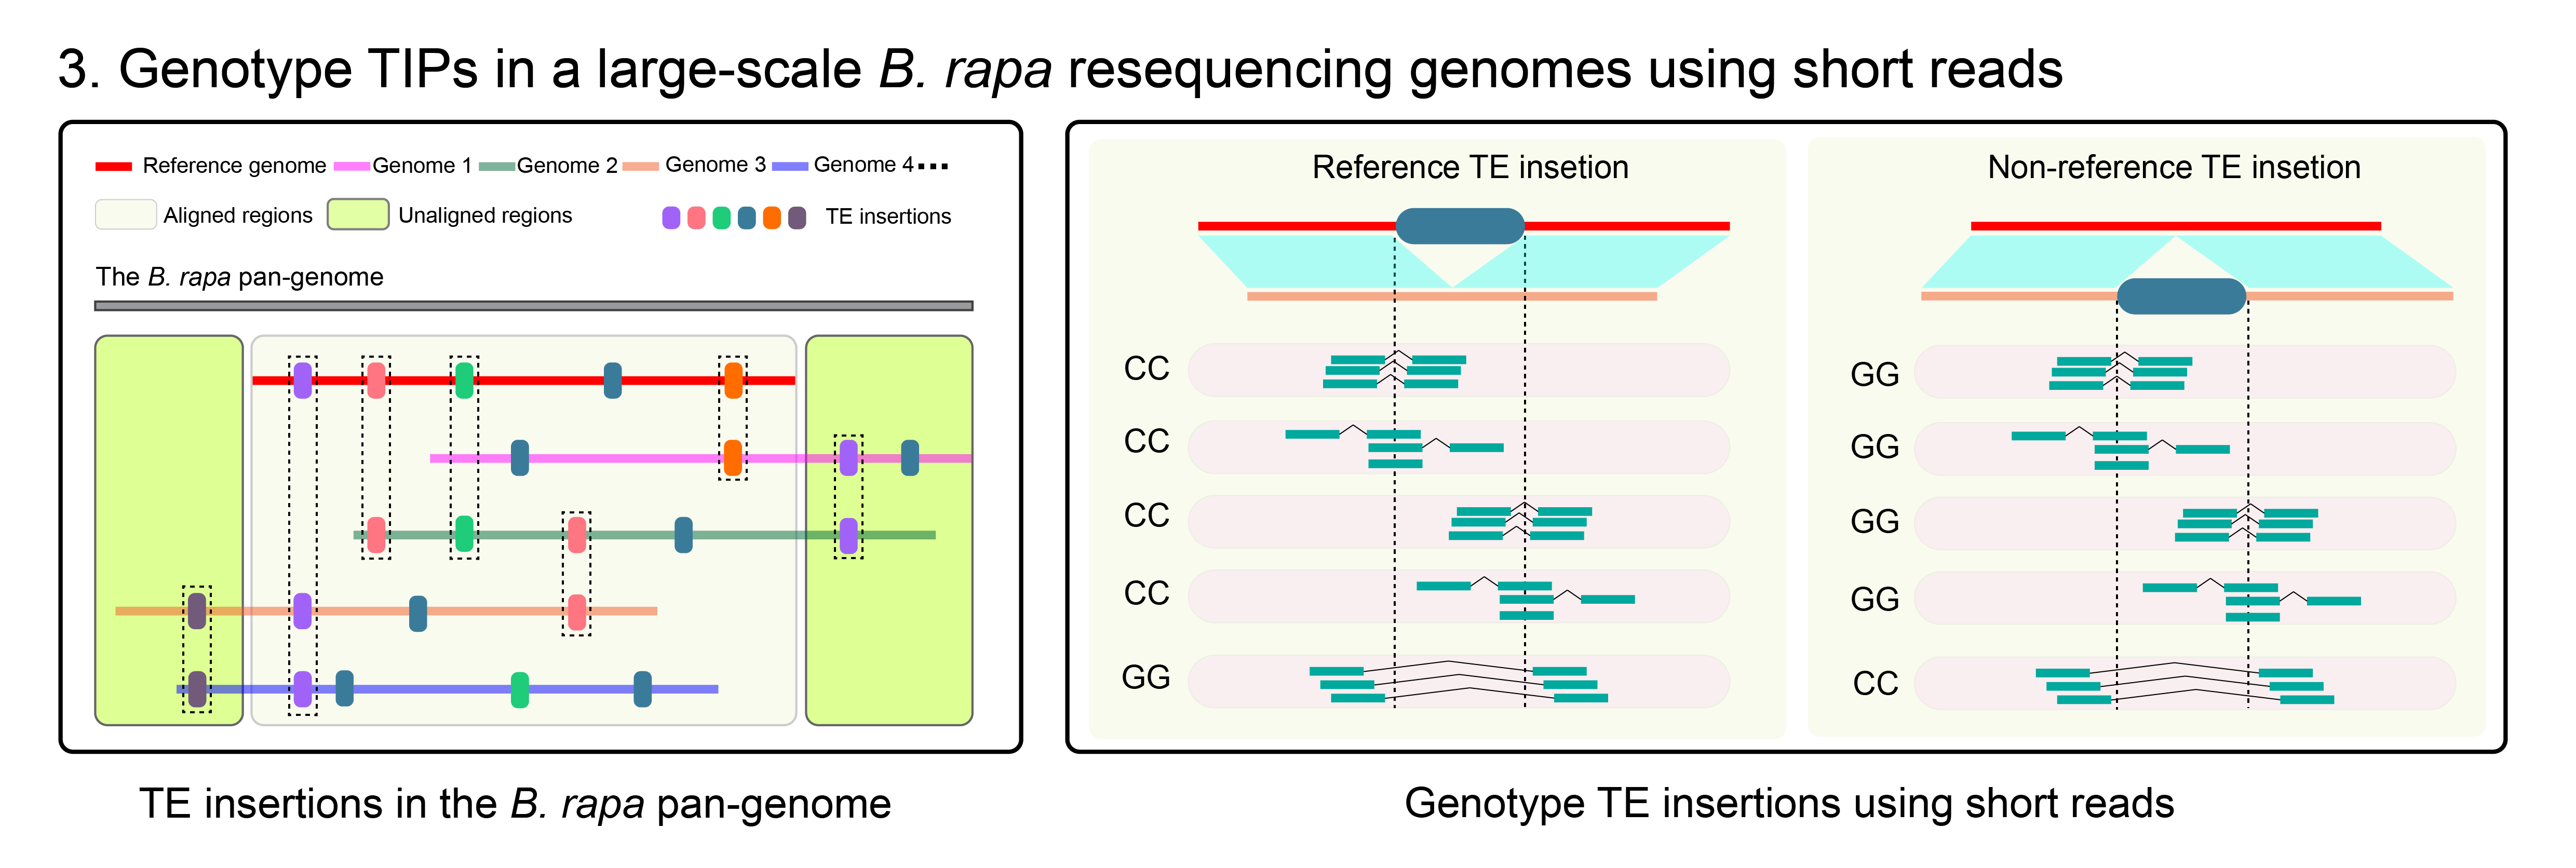 3. Genotype TIPs in a large-scale B. rapa resequencing genomes using short reads
Reference genome Genome 1 Genome 2 Genome 3 Genome 4
Aligned regions Unaligned regions TE insertions
The B. rapa pan-genome
TE insertions in the B. rapa pan-genome
Reference TE insetion
CC
CC
CC
CC
GG
Non-reference TE insetion
GG
GG
GG
GG
CC
Genotype TE insertions using short reads